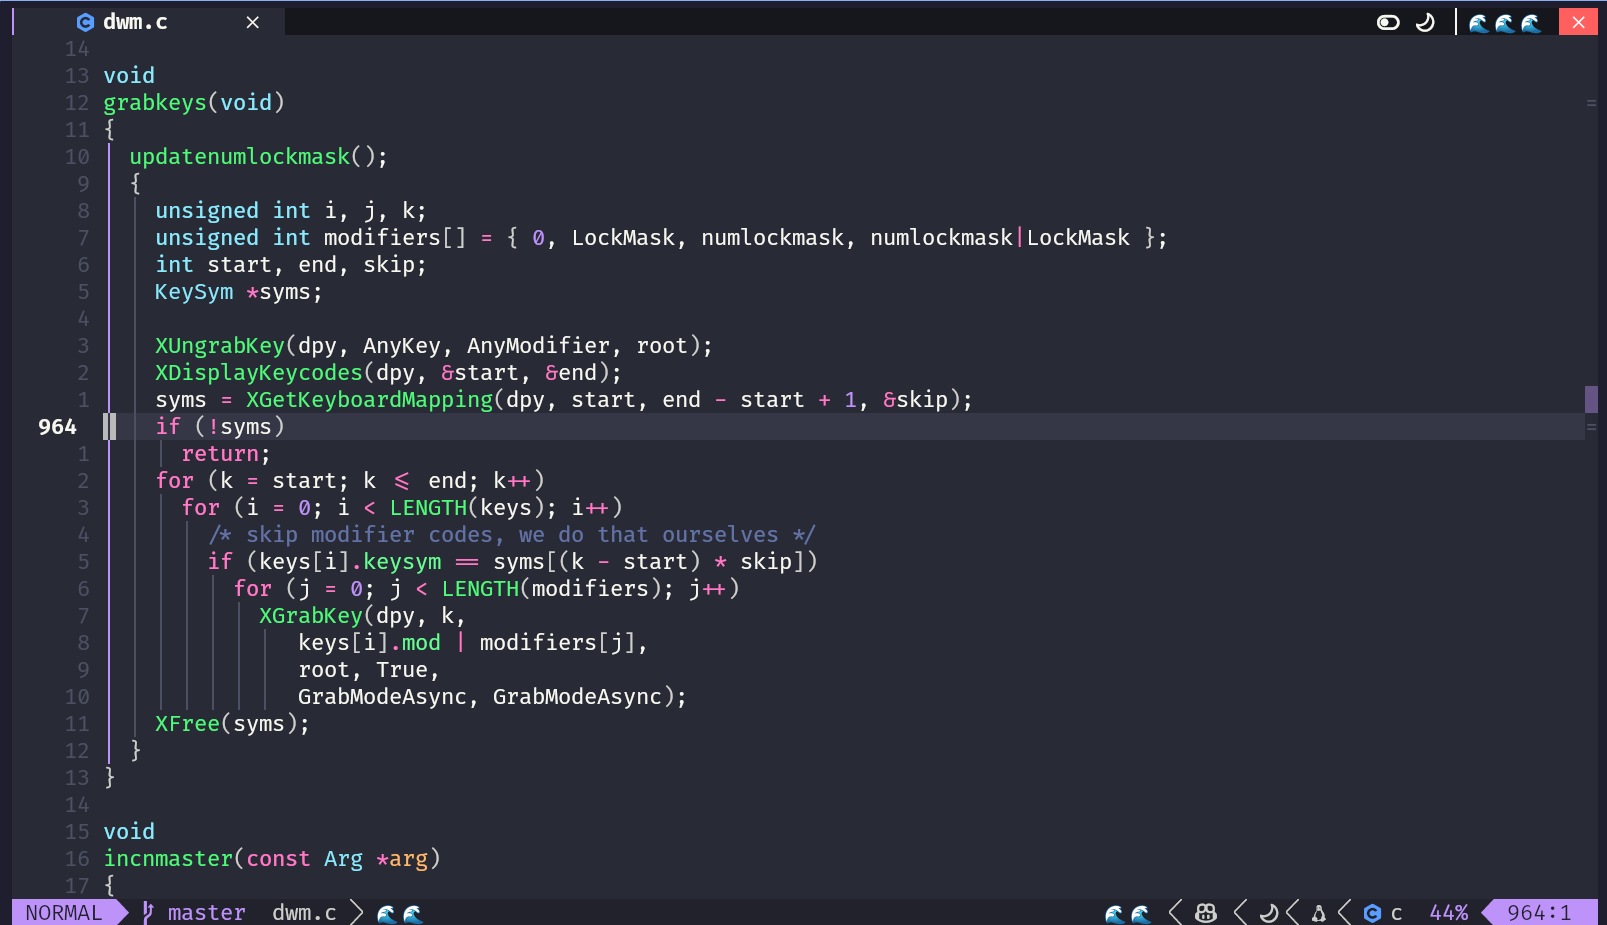 dwm.c
14
13 void
12 grabkeys(void)
11 {
10   updatenumlockmask();
9   {
8     unsigned int i, j, k;
7     unsigned int modifiers[] = { 0, LockMask, numlockmask, numlockmask|LockMask };
6     int start, end, skip;
5     KeySym *syms;
4
3     XUngrabKey(dpy, AnyKey, AnyModifier, root);
2     XDisplayKeycodes(dpy, &start, &end);
1     syms = XGetKeyboardMapping(dpy, start, end - start + 1, &skip);
964     if (!syms)
1       return;
2     for (k = start; k <= end; k++)
3       for (i = 0; i < LENGTH(keys); i++)
4         /* skip modifier codes, we do that ourselves */
5         if (keys[i].keysym == syms[(k - start) * skip])
6           for (j = 0; j < LENGTH(modifiers); j++)
7             XGrabKey(dpy, k,
8                keys[i].mod | modifiers[j],
9                root, True,
10                GrabModeAsync, GrabModeAsync);
11     XFree(syms);
12   }
13 }
14
15 void
16 incnmaster(const Arg *arg)
17 {
NORMAL master dwm.c c 44% 964:1